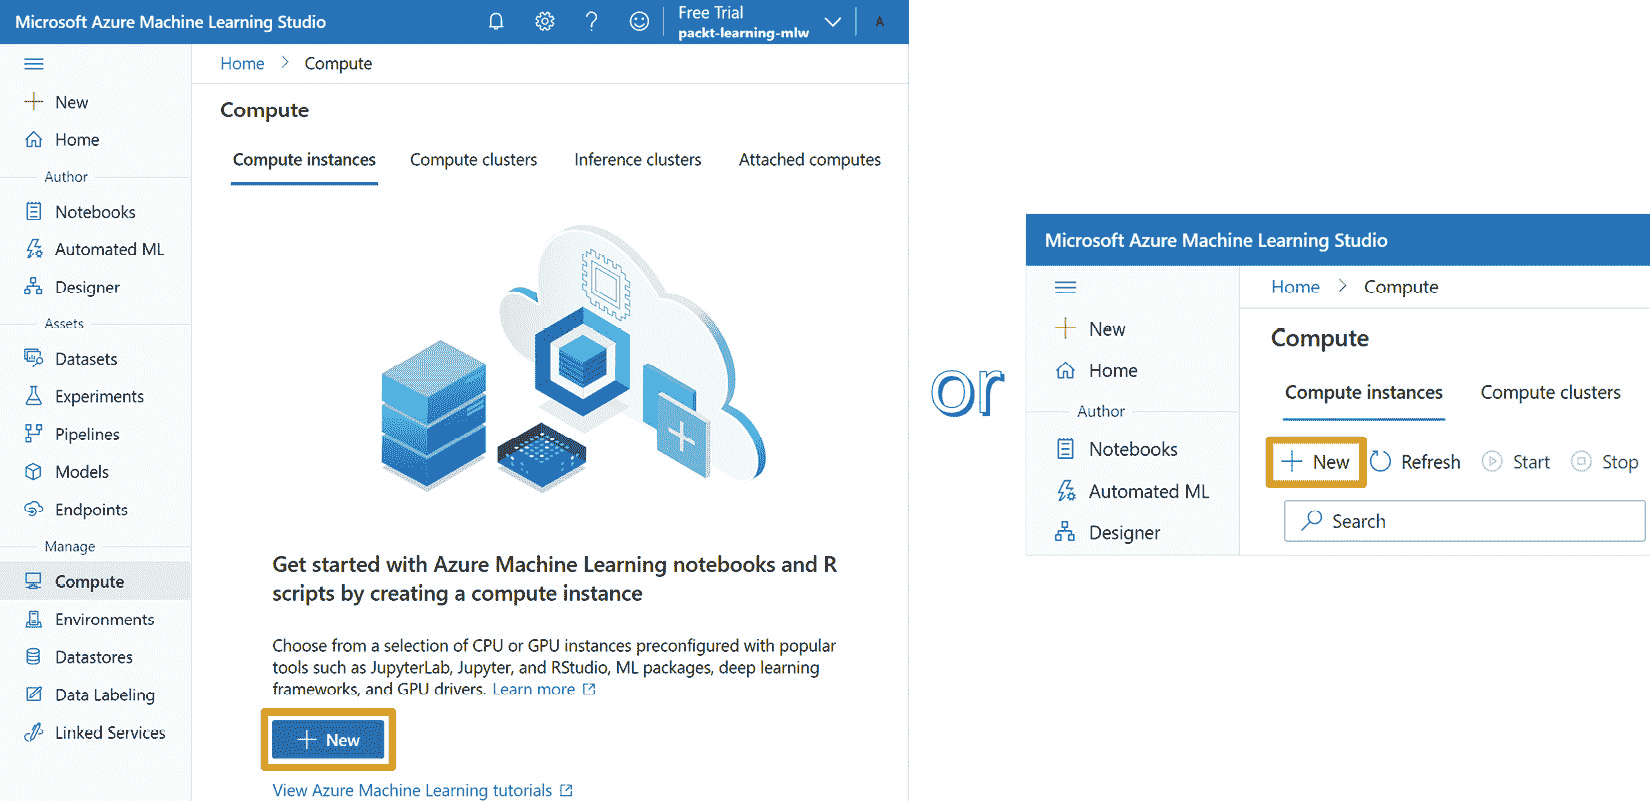 Microsoft Azure Machine Learning Studio
Free Trial
packt-learning-mlw
A
Home > Compute
New
Home
Author
Notebooks
Automated ML
Designer
Assets
Datasets
Experiments
Pipelines
Models
Endpoints
Manage
Compute
Environments
Datastores
Data Labeling
Linked Services
Compute
Compute instances Compute clusters Inference clusters Attached computes
Get started with Azure Machine Learning notebooks and R
scripts by creating a compute instance
Choose from a selection of CPU or GPU instances preconfigured with popular
tools such as JupyterLab, Jupyter, and RStudio, ML packages, deep learning
frameworks, and GPU drivers. Learn more
New
View Azure Machine Learning tutorials
or
Microsoft Azure Machine Learning Studio
Home > Compute
New
Home
Author
Notebooks
Automated ML
Designer
Compute
Compute instances Compute clusters
New Refresh Start Stop
Search